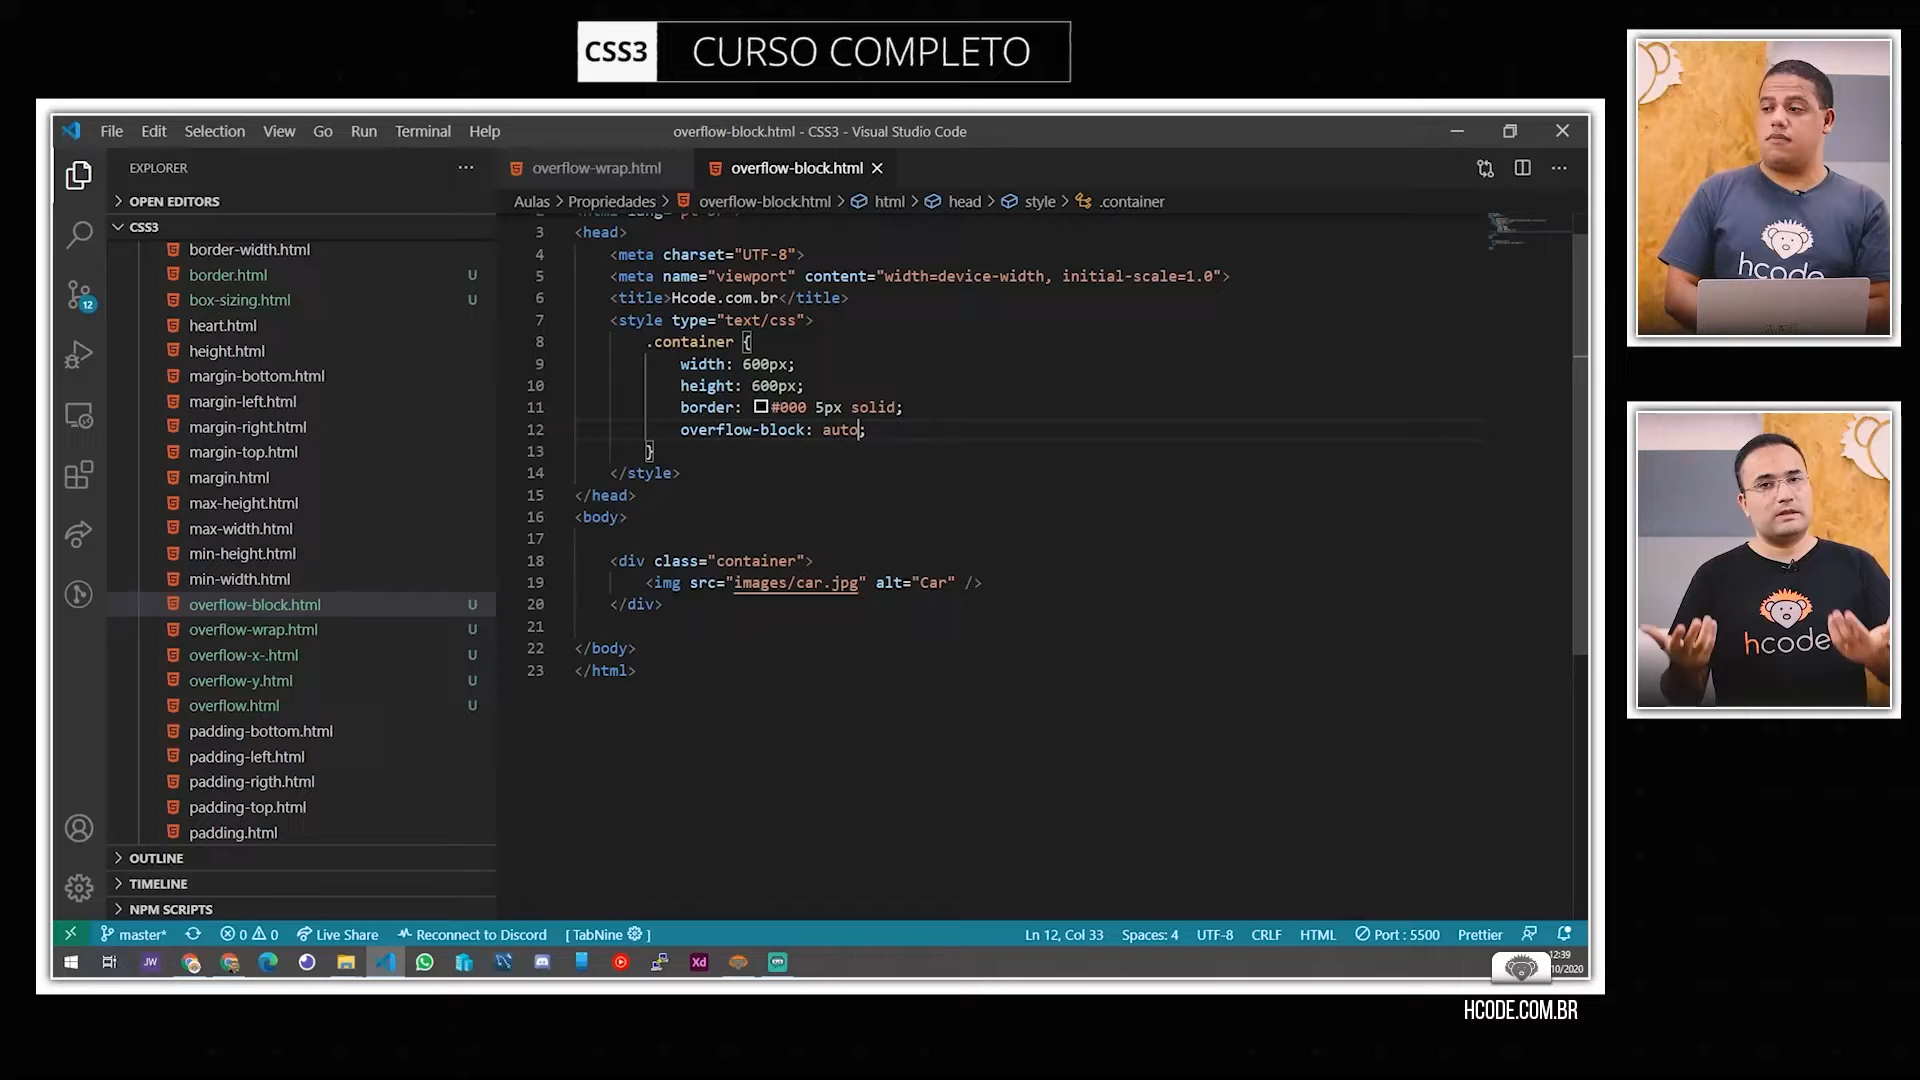 CSS3 CURSO COMPLETO
File Edit Selection View Go Run Terminal Help
overflow-block.html - CSS3 - Visual Studio Code
EXPLORER
overflow-wrap.html
overflow-block.html
OPEN EDITORS
Aulas > Propriedades > overflow-block.html > html > head > style > .container
CSS3
border-width.html
border.html U
box-sizing.html U
heart.html
height.html
margin-bottom.html
margin-left.html
margin-right.html
margin-top.html
margin.html
max-height.html
max-width.html
min-height.html
min-width.html
overflow-block.html U
overflow-wrap.html U
overflow-x-.html U
overflow-y.html U
overflow.html U
padding-bottom.html
padding-left.html
padding-rigth.html
padding-top.html
padding.html
OUTLINE
TIMELINE
NPM SCRIPTS
3 <head>
4 <meta charset="UTF-8">
5 <meta name="viewport" content="width=device-width, initial-scale=1.0">
6 <title>Hcode.com.br</title>
7 <style type="text/css">
8 .container {
9 width: 600px;
10 height: 600px;
11 border: #000 5px solid;
12 overflow-block: auto;
13 }
14 </style>
15 </head>
16 <body>
17
18 <div class="container">
19 <img src="images/car.jpg" alt="Car" />
20 </div>
21
22 </body>
23 </html>
12
master* 0 0 Live Share Reconnect to Discord [ TabNine ]
Ln 12, Col 33 Spaces: 4 UTF-8 CRLF HTML Port : 5500 Prettier
JW
Xd
12:39
10/2020
HCODE.COM.BR
hcode
hcode